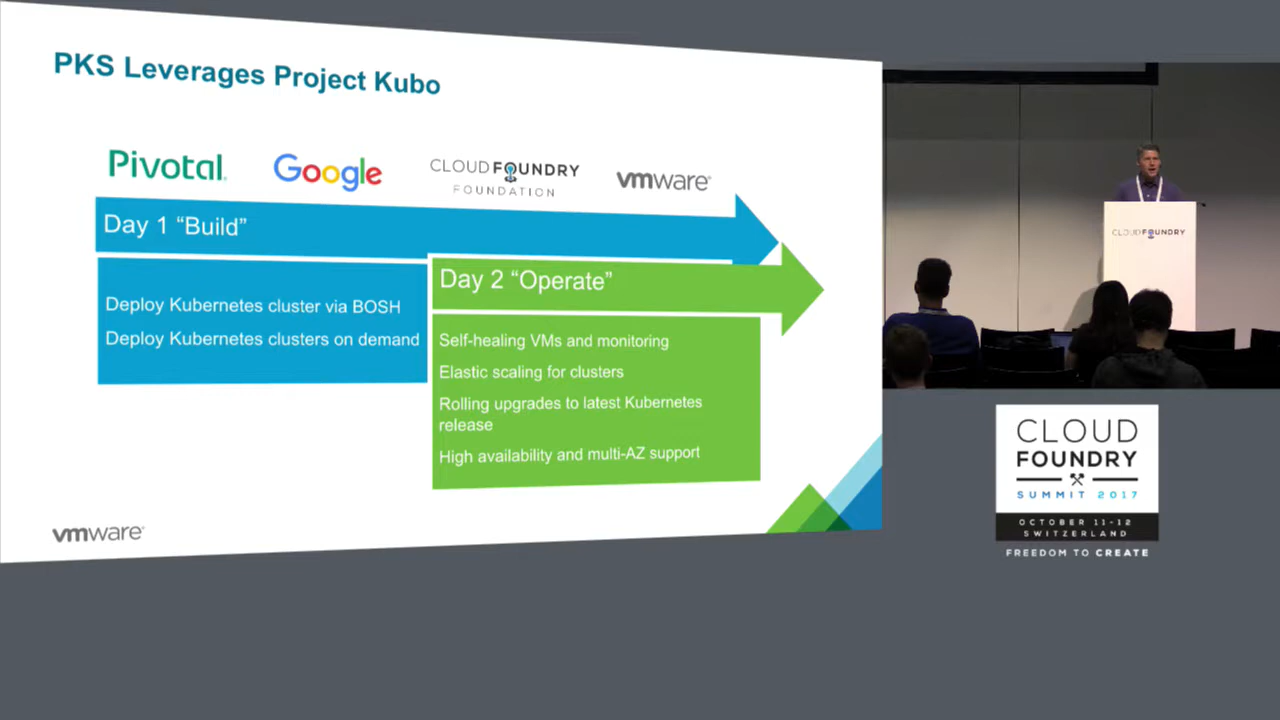 PKS Leverages Project Kubo
Pivotal
Google
CLOUD FOUNDRY
FOUNDATION
vmware
Day 1 “Build”
Deploy Kubernetes cluster via BOSH
Deploy Kubernetes clusters on demand
Day 2 “Operate”
Self-healing VMs and monitoring
Elastic scaling for clusters
Rolling upgrades to latest Kubernetes
release
High availability and multi-AZ support
vmware
CLOUD FOUNDRY
CLOUD
FOUNDRY
SUMMIT 2017
OCTOBER 11-12
SWITZERLAND
FREEDOM TO CREATE